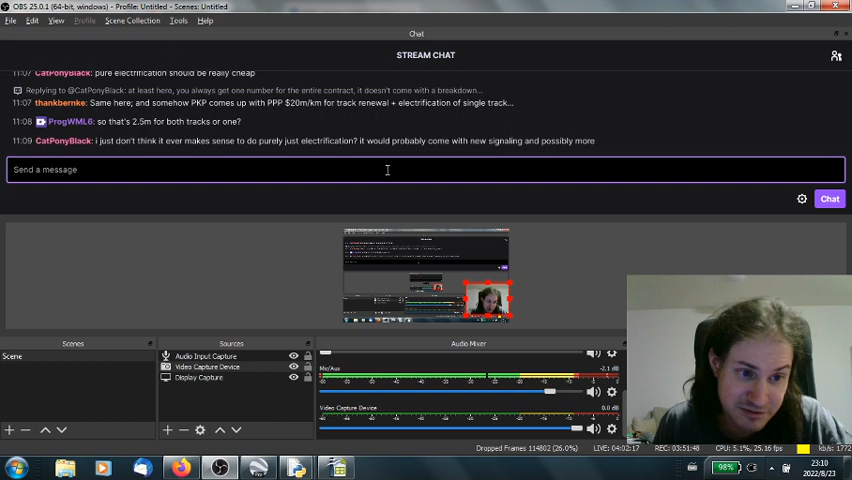 OBS 25.0.1 (64-bit, windows) - Profile: Untitled - Scenes: Untitled
File Edit View Profile Scene Collection Tools Help
Chat
STREAM CHAT
11:07 CatPonyBlack: pure electrification should be really cheap
Replying to @CatPonyBlack: at least here, you always get one number for the entire contract, it doesn't come with a breakdown...
11:07 thankbernke: Same here; and somehow PKP comes up with PPP $20m/km for track renewal + electrification of single track...
11:08 ProgWML6: so that's 2.5m for both tracks or one?
11:09 CatPonyBlack: i just don't think it ever makes sense to do purely just electrification? it would probably come with new signaling and possibly more
Send a message
Chat
Scenes
Sources
Audio Mixer
Scene
Audio Input Capture
Video Capture Device
Display Capture
Mic/Aux
-2.1 dB
Video Capture Device
0.0 dB
Dropped Frames 114802 (26.0%) LIVE: 04:02:17 REC: 03:51:48 CPU: 5.1%, 25.16 fps kb/s: 1772
98%
23:10
2022/8/23